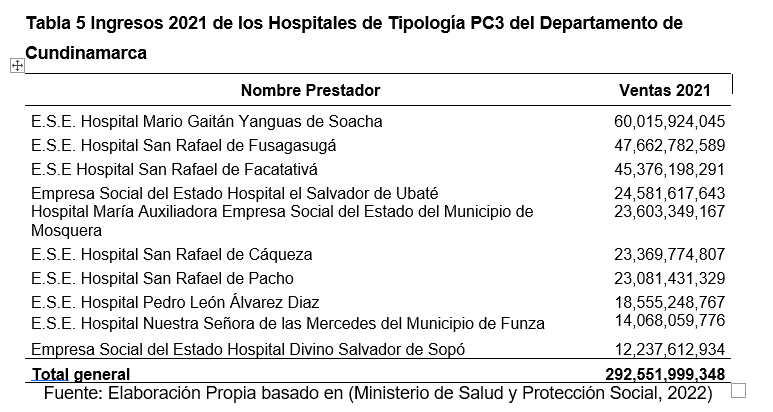 Tabla 5 Ingresos 2021 de los Hospitales de Tipología PC3 del Departamento de
Cundinamarca
Nombre Prestador Ventas 2021
E.S.E. Hospital Mario Gaitán Yanguas de Soacha 60,015,924,045
E.S.E. Hospital San Rafael de Fusagasugá 47,662,782,589
E.S.E Hospital San Rafael de Facatativá 45,376,198,291
Empresa Social del Estado Hospital el Salvador de Ubaté 24,581,617,643
Hospital María Auxiliadora Empresa Social del Estado del Municipio de 23,603,349,167
Mosquera
E.S.E. Hospital San Rafael de Cáqueza 23,369,774,807
E.S.E. Hospital San Rafael de Pacho 23,081,431,329
E.S.E. Hospital Pedro León Álvarez Diaz 18,555,248,767
E.S.E. Hospital Nuestra Señora de las Mercedes del Municipio de Funza 14,068,059,776
Empresa Social del Estado Hospital Divino Salvador de Sopó 12,237,612,934
Total general 292,551,999,348
Fuente: Elaboración Propia basado en (Ministerio de Salud y Protección Social, 2022)